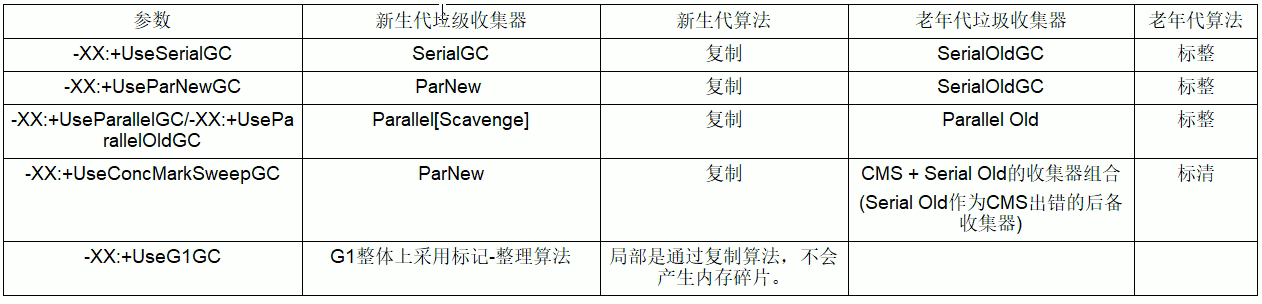 参数
新生代垃级收集器
新生代算法
老年代垃圾收集器
老年代算法
-XX:+UseSerialGC
SerialGC
复制
SerialOldGC
标整
-XX:+UseParNewGC
ParNew
复制
SerialOldGC
标整
-XX:+UseParallelGC/-XX:+UsePa
rallelOldGC
Parallel[Scavenge]
复制
Parallel Old
标整
-XX:+UseConcMarkSweepGC
ParNew
复制
CMS + Serial Old的收集器组合
(Serial Old作为CMS出错的后备
收集器)
标清
-XX:+UseG1GC
G1整体上采用标记-整理算法
局部是通过复制算法，不会
产生内存碎片。